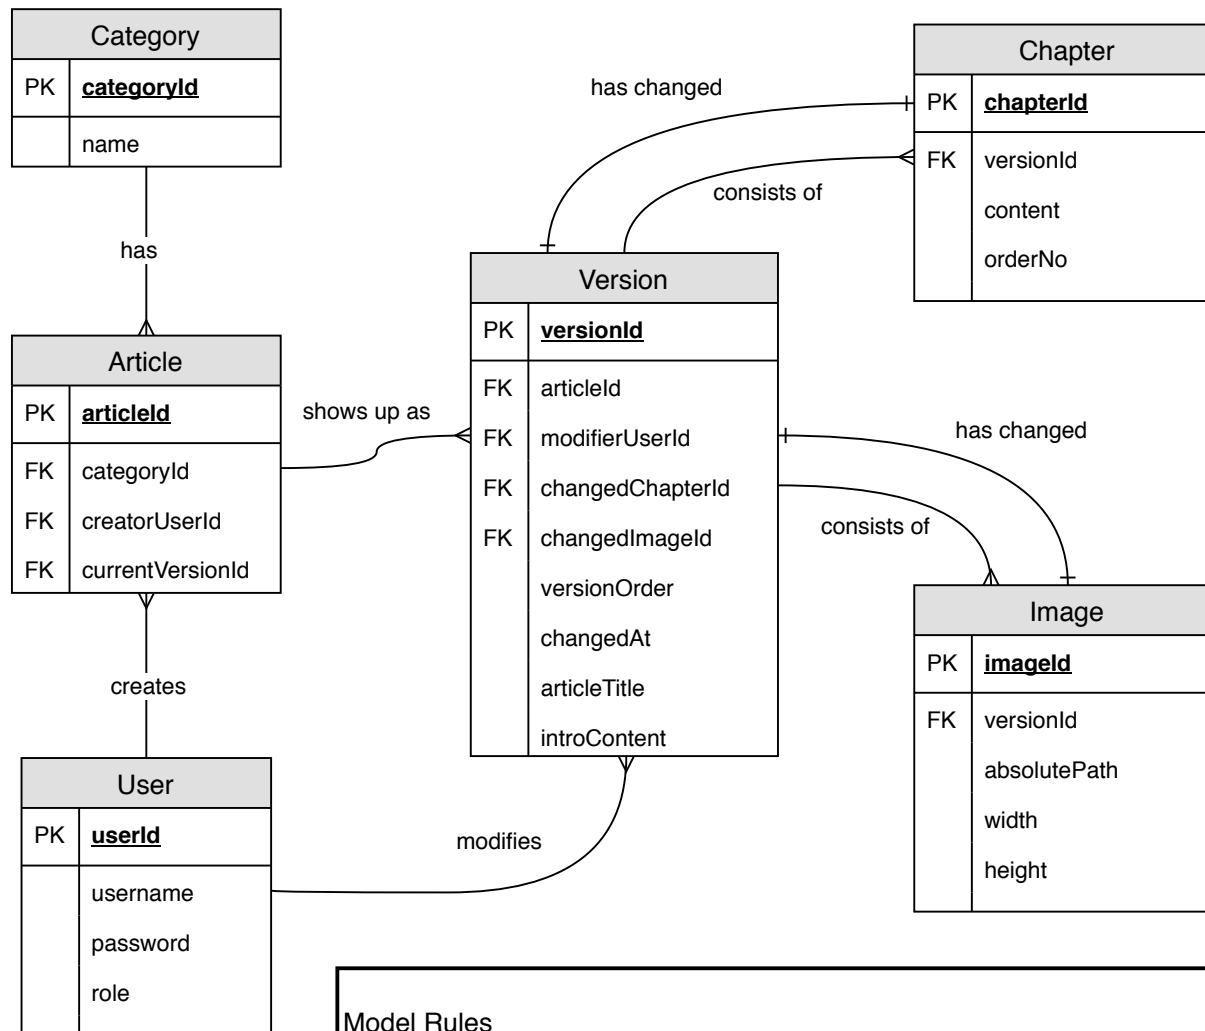 Category
PK categoryId
name
has
Article
PK articleId
FK categoryId
FK creatorUserId
FK currentVersionId
creates
User
PK userId
username
password
role
shows up as
modifies
Version
PK versionId
FK articleId
FK modifierUserId
FK changedChapterId
FK changedImageId
versionOrder
changedAt
articleTitle
introContent
has changed
consists of
Chapter
PK chapterId
FK versionId
content
orderNo
has changed
consists of
Image
PK imageId
FK versionId
absolutePath
width
height
Model Rules